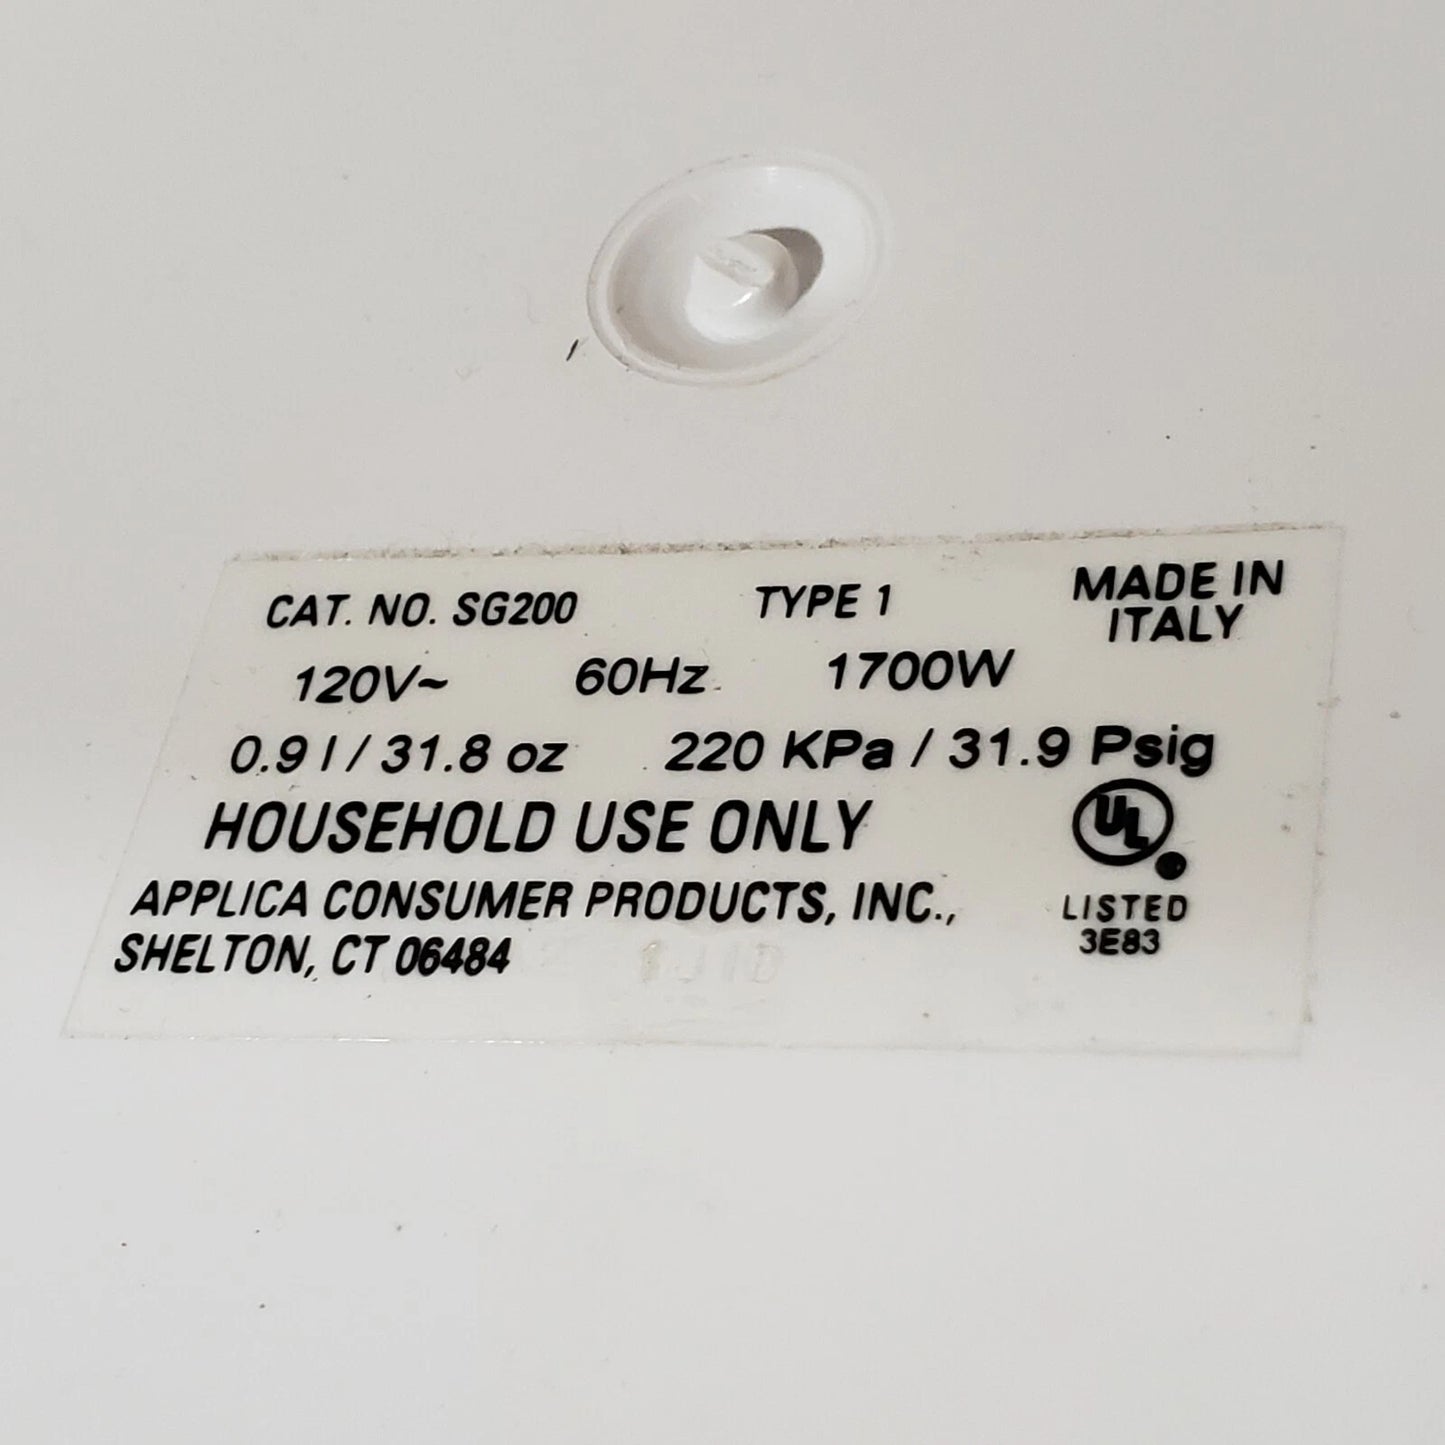 CAT. NO. SG200 TYPE 1 MADE IN
ITALY
120V~ 60Hz 1700W
0.9 l / 31.8 oz 220 KPa / 31.9 Psig
HOUSEHOLD USE ONLY
UL
APPLICA CONSUMER PRODUCTS, INC.,
LISTED
SHELTON, CT 06484
3E83